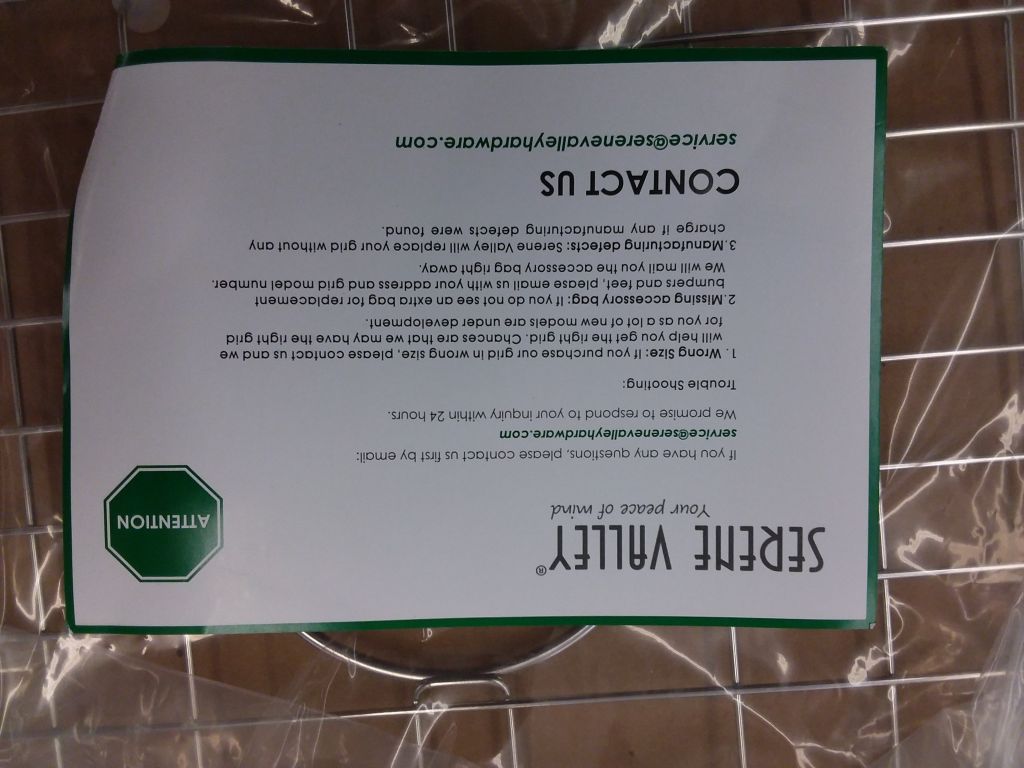 SERENE VALLEY®
Your peace of mind
ATTENTION
If you have any questions, please contact us first by email:
service@serenevalleyhardware.com
We promise to respond to your inquiry within 24 hours.
Trouble Shooting:
1. Wrong Size: If you purchase our grid in wrong size, please contact us and we
will help you get the right grid. Chances are that we may have the right grid
for you as a lot of new models are under development.
2. Missing accessory bag: If you do not see an extra bag for replacement
bumpers and feet, please email us with your address and grid model number.
We will mail you the accessory bag right away.
3. Manufacturing defects: Serene Valley will replace your grid without any
charge if any manufacturing defects were found.
CONTACT US
service@serenevalleyhardware.com